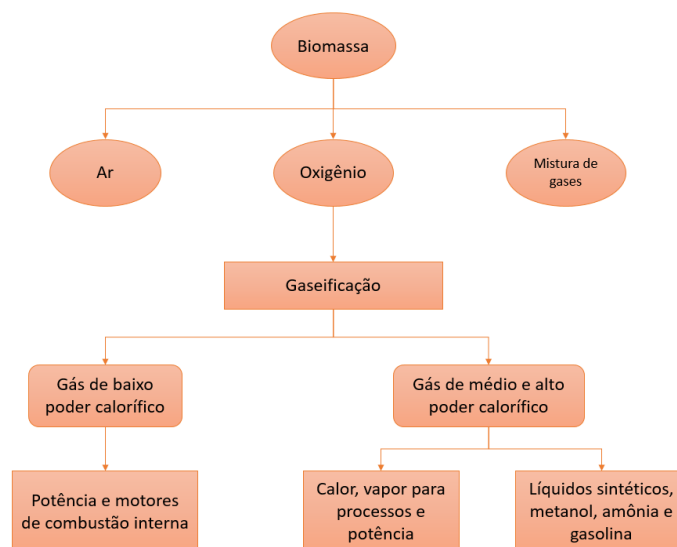 Biomassa
Ar
Oxigênio
Mistura de
gases
Gaseificação
Gás de baixo
poder calorífico
Gás de médio e alto
poder calorífico
Potência e motores
de combustão interna
Calor, vapor para
processos e
potência
Líquidos sintéticos,
metanol, amônia e
gasolina